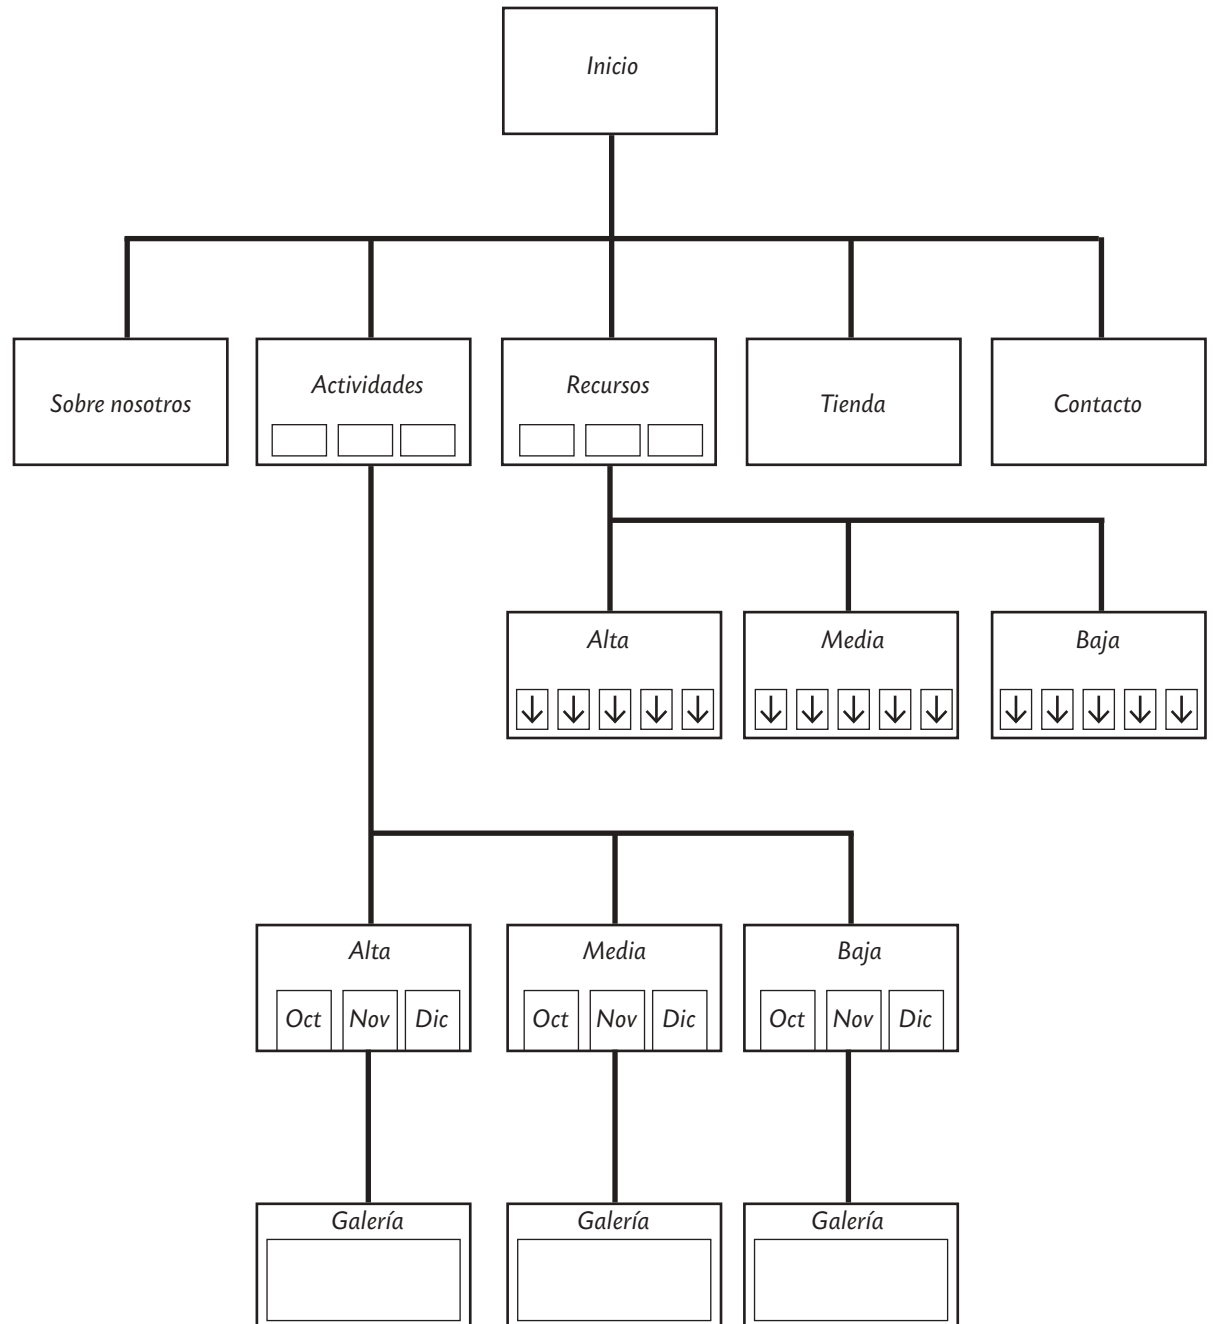 Inicio
Sobre nosotros
Actividades
Recursos
Tienda
Contacto
Alta
Media
Baja
Alta
Media
Baja
Oct Nov Dic
Oct Nov Dic
Oct Nov Dic
Galería
Galería
Galería